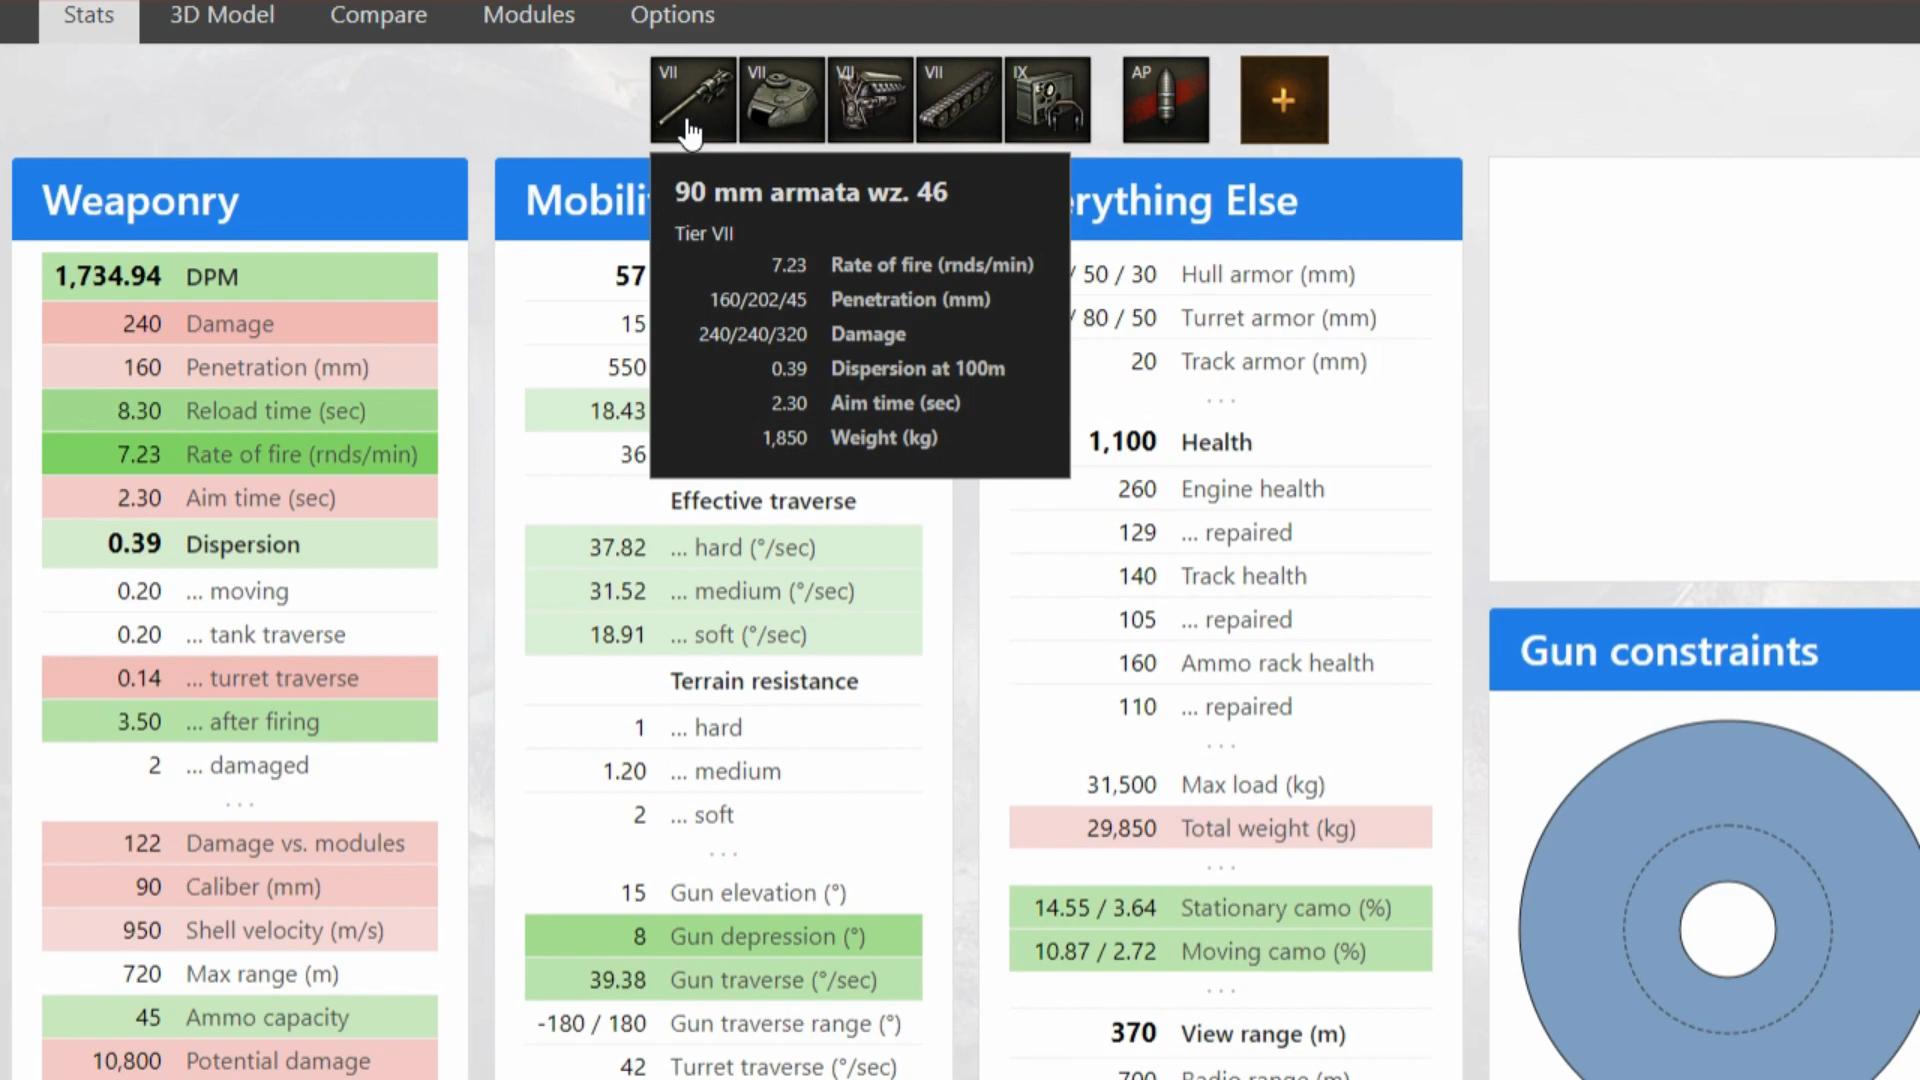 Stats
3D Model
Compare
Modules
Options
VII
VII
VII
VII
IX
AP
Weaponry
1,734.94 DPM
240 Damage
160 Penetration (mm)
8.30 Reload time (sec)
7.23 Rate of fire (rnds/min)
2.30 Aim time (sec)
0.39 Dispersion
0.20 ... moving
0.20 ... tank traverse
0.14 ... turret traverse
3.50 ... after firing
2 ... damaged
...
122 Damage vs. modules
90 Caliber (mm)
950 Shell velocity (m/s)
720 Max range (m)
45 Ammo capacity
10,800 Potential damage
Mobili
57
15
550
18.43
36
90 mm armata wz. 46
Tier VII
7.23 Rate of fire (rnds/min)
160/202/45 Penetration (mm)
240/240/320 Damage
0.39 Dispersion at 100m
2.30 Aim time (sec)
1,850 Weight (kg)
Effective traverse
37.82 ... hard (°/sec)
31.52 ... medium (°/sec)
18.91 ... soft (°/sec)
Terrain resistance
1 ... hard
1.20 ... medium
2 ... soft
...
15 Gun elevation (°)
8 Gun depression (°)
39.38 Gun traverse (°/sec)
-180 / 180 Gun traverse range (°)
42 Turret traverse (°/sec)
erything Else
/ 50 / 30 Hull armor (mm)
/ 80 / 50 Turret armor (mm)
20 Track armor (mm)
...
1,100 Health
260 Engine health
129 ... repaired
140 Track health
105 ... repaired
160 Ammo rack health
110 ... repaired
...
31,500 Max load (kg)
29,850 Total weight (kg)
...
14.55 / 3.64 Stationary camo (%)
10.87 / 2.72 Moving camo (%)
...
370 View range (m)
700 Radio range (m)
Gun constraints